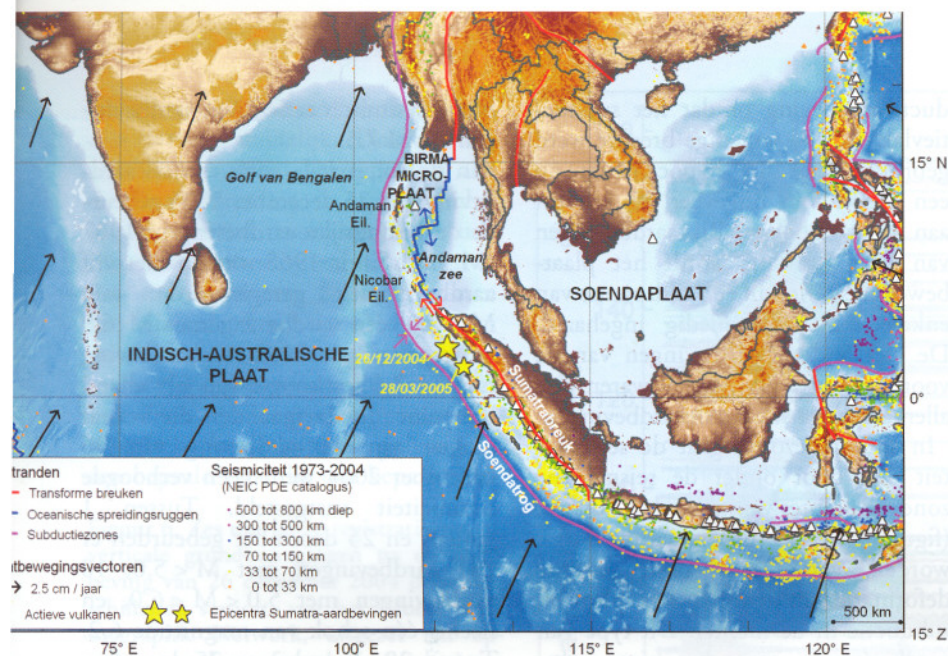 15° N
BIRMA
MICRO-
PLAAT
Golf van Bengalen
Andaman
Eil.
Andaman
zee
Nicobar
Eil.
SOENDAPLAAT
INDISCH-AUSTRALISCHE
PLAAT
26/12/2004
28/03/2005
Sumatrabreuk
Soendatrog
0°
tranden
Transforme breuken
Oceanische spreidingsruggen
Subductiezones
tbewegingsvectoren
2.5 cm / jaar
Actieve vulkanen
Seismiciteit 1973-2004
(NEIC PDE catalogus)
500 tot 800 km diep
300 tot 500 km
150 tot 300 km
70 tot 150 km
33 tot 70 km
0 tot 33 km
Epicentra Sumatra-aardbevingen
500 km
15° Z
75° E
100° E
115° E
120° E